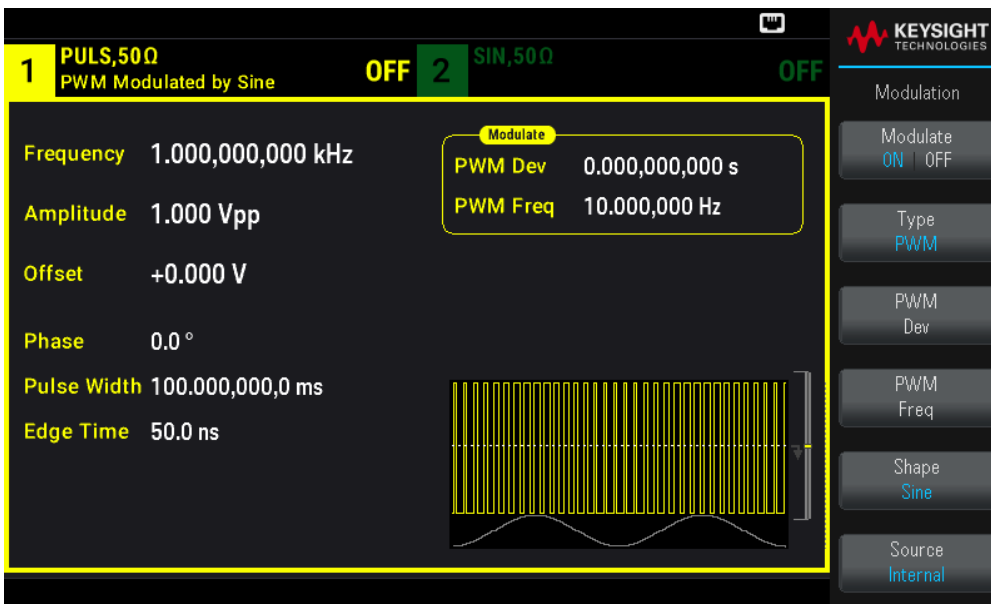 1
PULS,50Ω
PWM Modulated by Sine
OFF
2
SIN,50Ω
OFF
Frequency 1.000,000,000 kHz
Amplitude 1.000 Vpp
Offset +0.000 V
Phase 0.0 °
Pulse Width 100.000,000,0 ms
Edge Time 50.0 ns
Modulate
PWM Dev 0.000,000,000 s
PWM Freq 10.000,000 Hz
KEYSIGHT
TECHNOLOGIES
Modulation
Modulate
ON | OFF
Type
PWM
PWM
Dev
PWM
Freq
Shape
Sine
Source
Internal